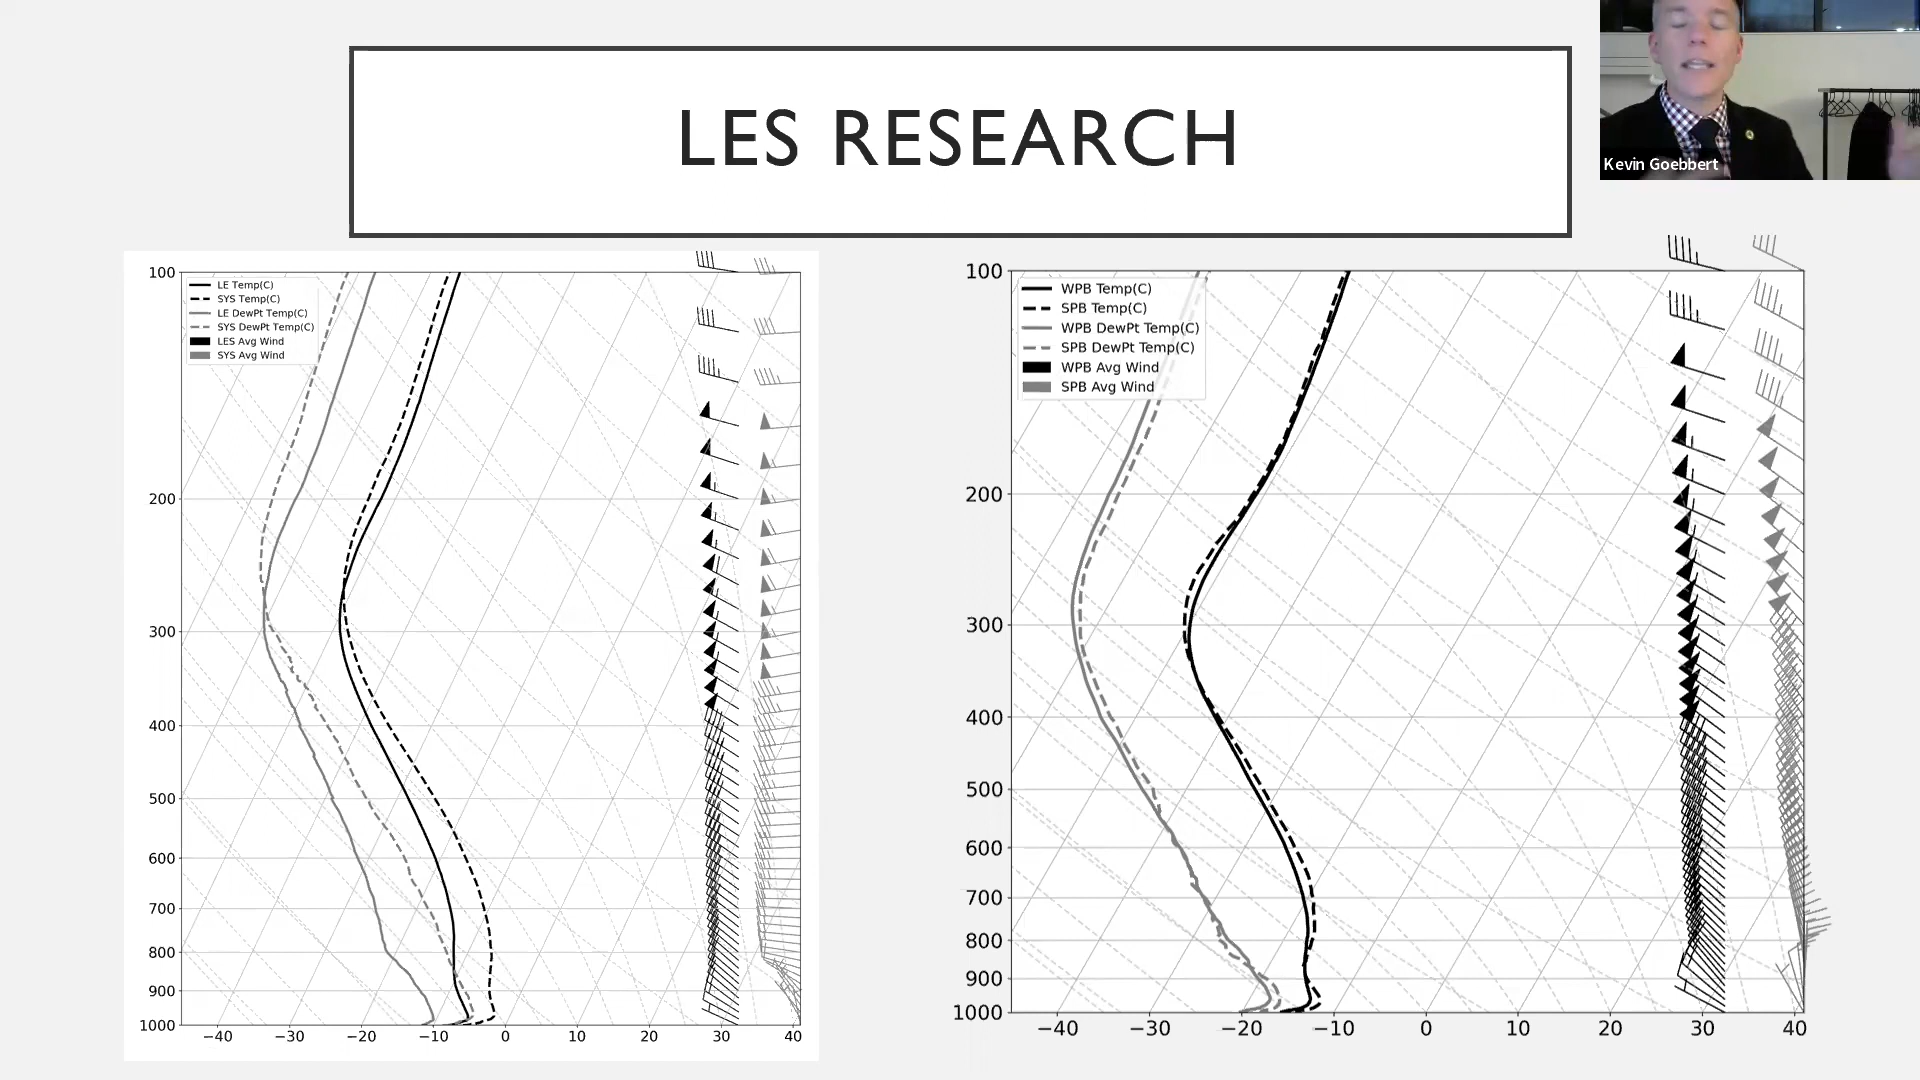 LES RESEARCH
Kevin Goebbert
100
200
300
400
500
600
700
800
900
1000
LE Temp(C)
SYS Temp(C)
LE DewPt Temp(C)
SYS DewPt Temp(C)
LES Avg Wind
SYS Avg Wind
−40 −30 −20 −10 0 10 20 30 40
100
200
300
400
500
600
700
800
900
1000
WPB Temp(C)
SPB Temp(C)
WPB DewPt Temp(C)
SPB DewPt Temp(C)
WPB Avg Wind
SPB Avg Wind
−40 −30 −20 −10 0 10 20 30 40